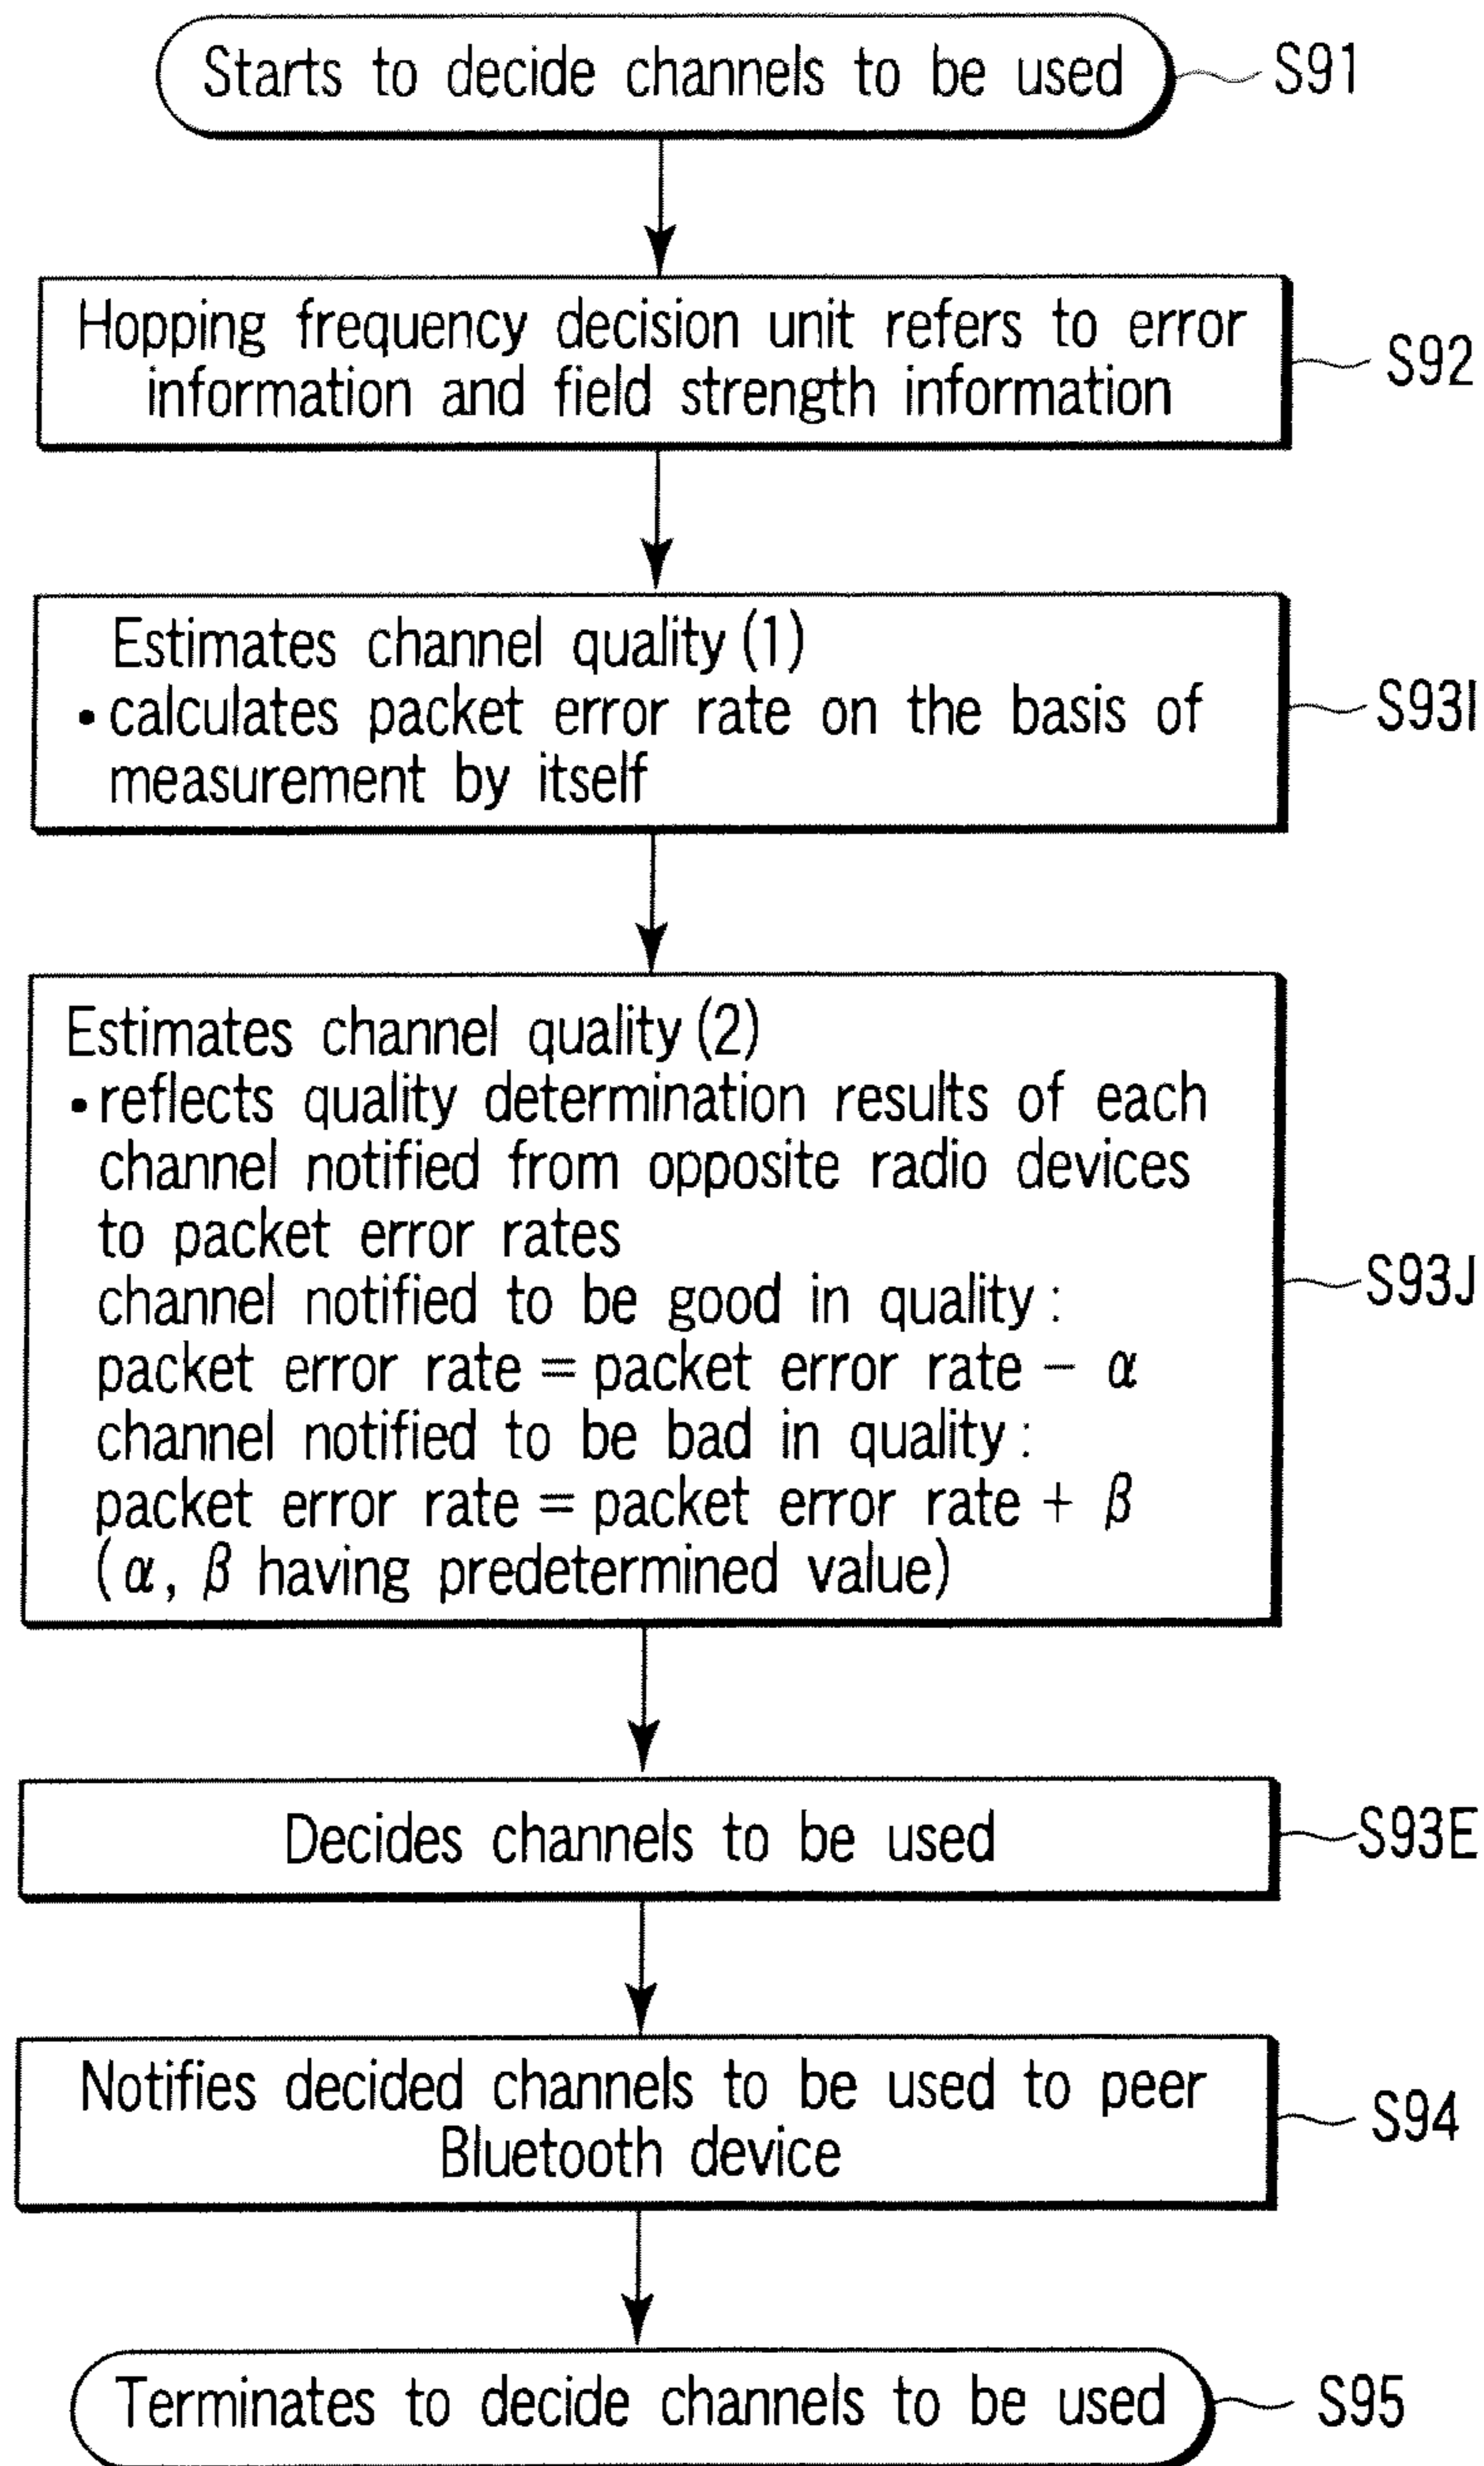 Starts to decide channels to be used
S91
Hopping frequency decision unit refers to error
information and field strength information
S92
Estimates channel quality (1)
• calculates packet error rate on the basis of
measurement by itself
S93I
Estimates channel quality (2)
• reflects quality determination results of each
channel notified from opposite radio devices
to packet error rates
channel notified to be good in quality :
packet error rate = packet error rate − α
channel notified to be bad in quality :
packet error rate = packet error rate + β
(α, β having predetermined value)
S93J
Decides channels to be used
S93E
Notifies decided channels to be used to peer
Bluetooth device
S94
Terminates to decide channels to be used
S95